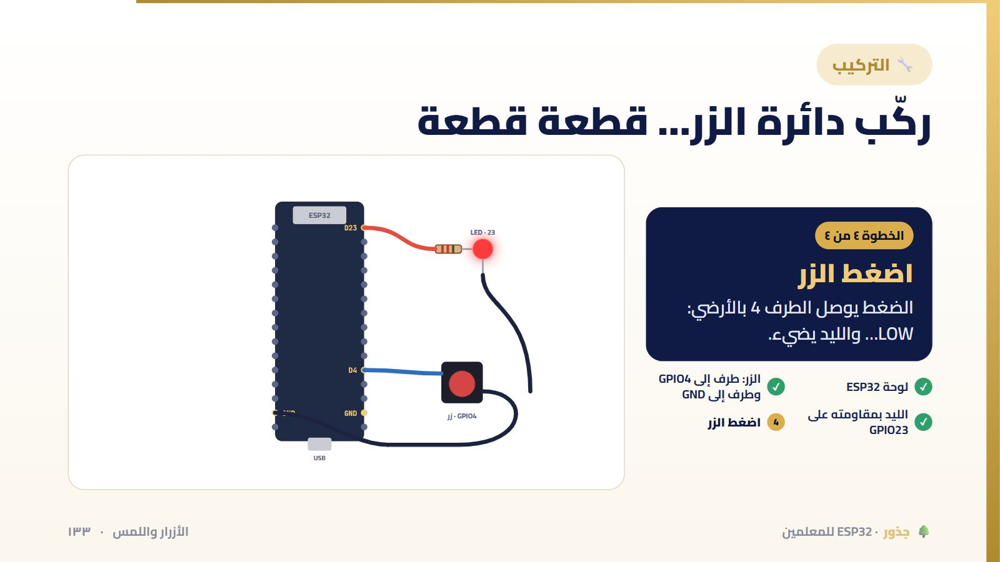 التركيب
ركّب دائرة الزر... قطعة قطعة
الخطوة ٤ من ٤
اضغط الزر
الضغط يوصل الطرف 4 بالأرضي:
LOW... والليد يضيء.
لوحة ESP32
الزر: طرف إلى GPIO4
وطرف إلى GND
الليد بمقاومته على
GPIO23
4 اضغط الزر
ESP32
D23
LED · 23
D4
GND
GND
زر · GPIO4
USB
جذور · ESP32 للمعلمين
الأزرار واللمس · ١٣٣